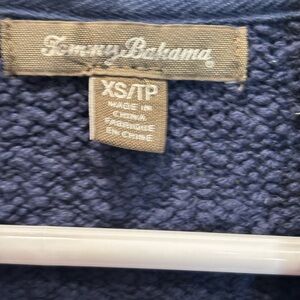 Tommy Bahama®
XS/TP
MADE IN
CHINA
FABRIQUÉ
EN CHINE